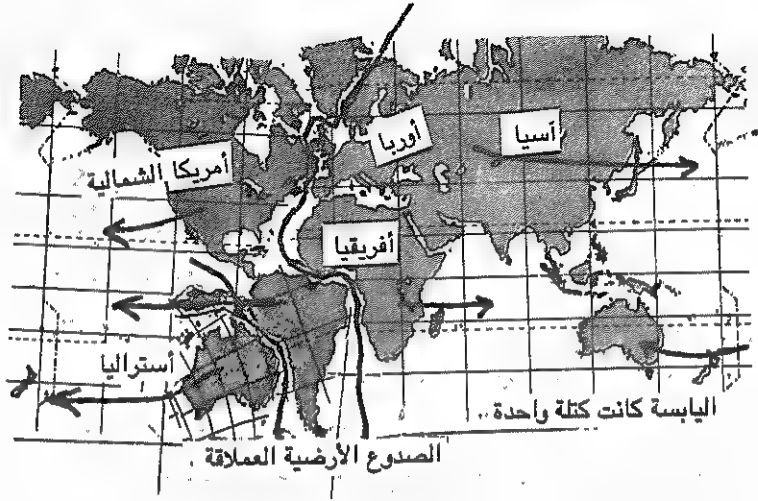 آسيا
أوربا
أمريكا الشمالية
أفريقيا
أستراليا
اليابسة كانت كتلة واحدة .
الصدوع الأرضية العملاقة .